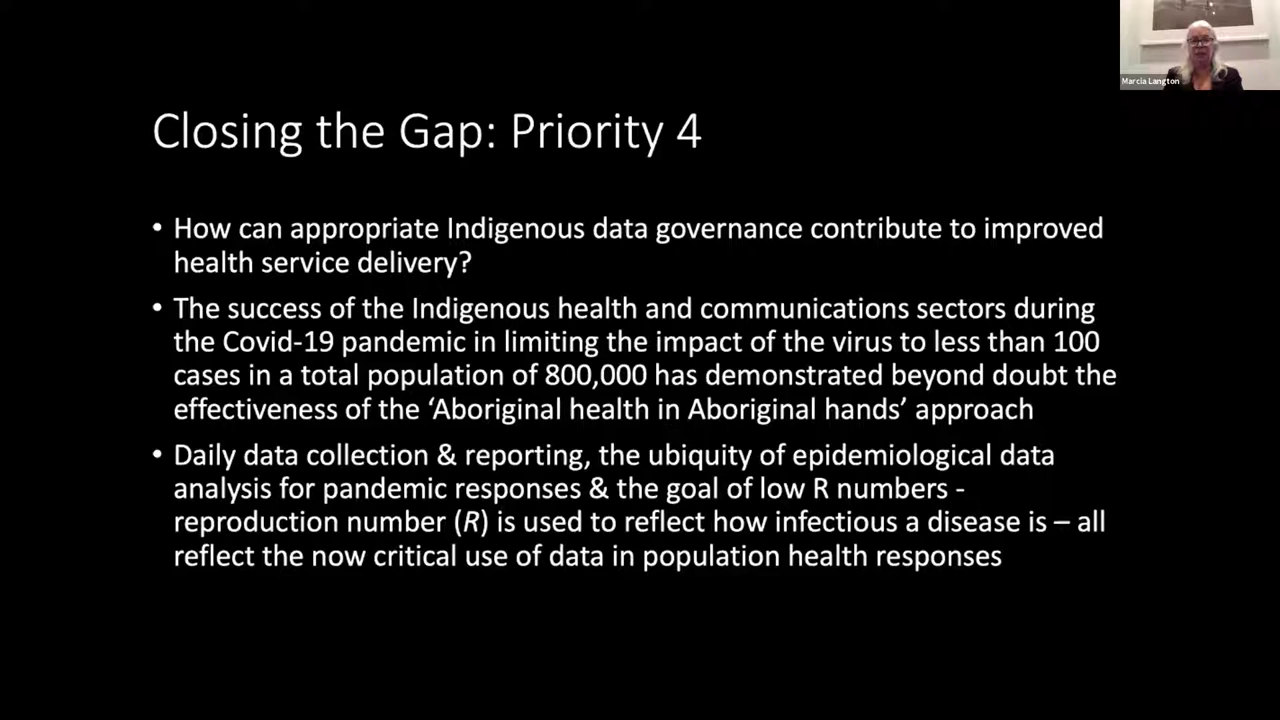 Marcia Langton
Closing the Gap: Priority 4
• How can appropriate Indigenous data governance contribute to improved
health service delivery?
• The success of the Indigenous health and communications sectors during
the Covid-19 pandemic in limiting the impact of the virus to less than 100
cases in a total population of 800,000 has demonstrated beyond doubt the
effectiveness of the ‘Aboriginal health in Aboriginal hands’ approach
• Daily data collection & reporting, the ubiquity of epidemiological data
analysis for pandemic responses & the goal of low R numbers -
reproduction number (R) is used to reflect how infectious a disease is – all
reflect the now critical use of data in population health responses